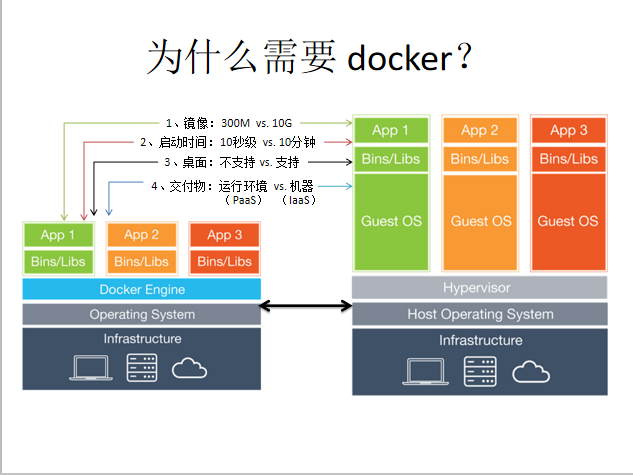 为什么需要 docker？
1、镜像：300M vs. 10G
2、启动时间：10秒级 vs. 10分钟
3、桌面：不支持 vs. 支持
4、交付物：运行环境 vs. 机器
（PaaS） （IaaS）
App 1 App 2 App 3
Bins/Libs Bins/Libs Bins/Libs
Docker Engine
Operating System
Infrastructure
App 1 App 2 App 3
Bins/Libs Bins/Libs Bins/Libs
Guest OS Guest OS Guest OS
Hypervisor
Host Operating System
Infrastructure